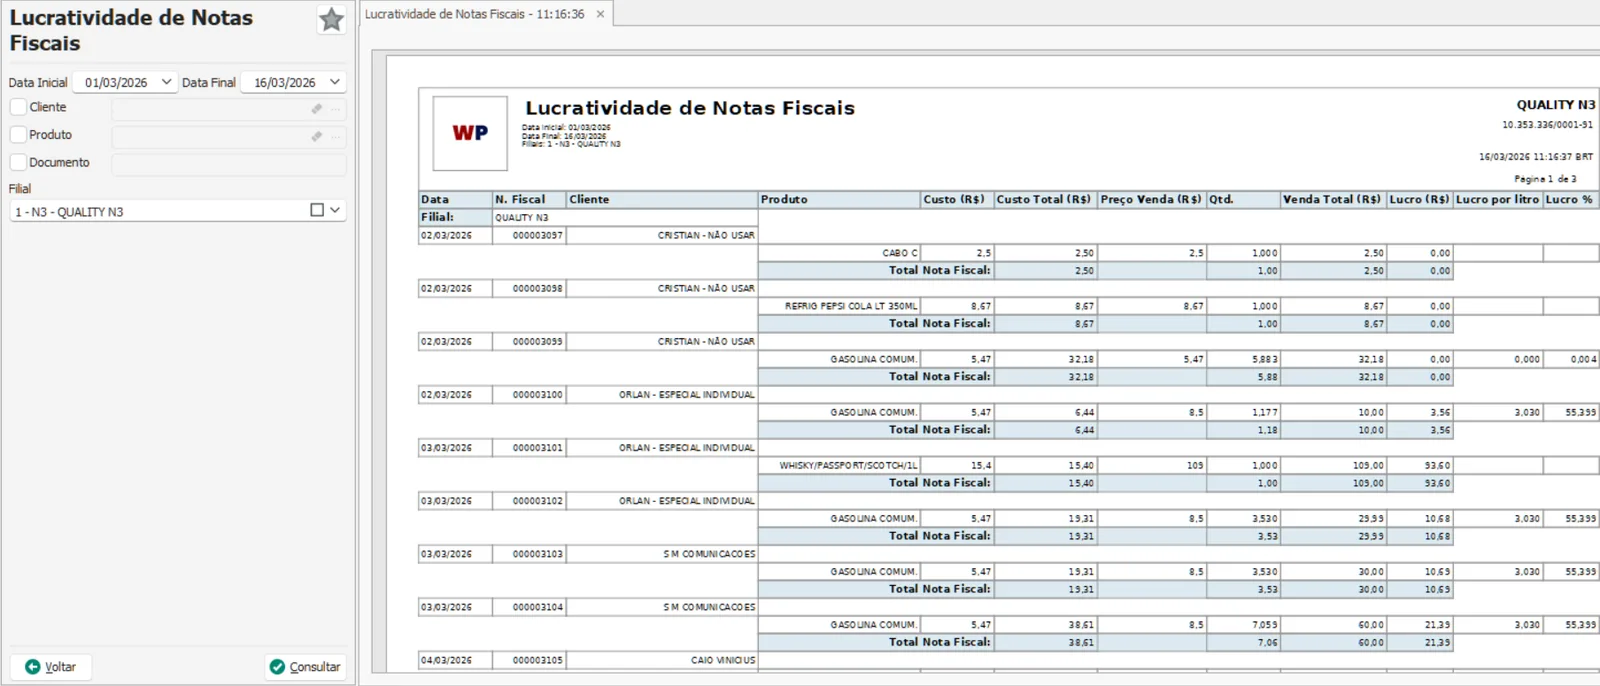 Lucratividade de Notas Fiscais
Data Inicial 01/03/2026 Data Final 16/03/2026
Cliente
Produto
Documento
Filial
1 - N3 - QUALITY N3
Voltar Consultar
Lucratividade de Notas Fiscais - 11:16:36 ×
WP
Lucratividade de Notas Fiscais
Data Inicial: 01/03/2026
Data Final: 16/03/2026
Filiais: 1 - N3 - QUALITY N3
QUALITY N3
10.353.336/0001-91
16/03/2026 11:16:37 BRT
Página 1 de 3
Data N. Fiscal Cliente Produto Custo (R$) Custo Total (R$) Preço Venda (R$) Qtd. Venda Total (R$) Lucro (R$) Lucro por litro Lucro %
Filial: QUALITY N3
02/03/2026 000003097 CRISTIAN - NÃO USAR
CABO C 2,5 2,50 2,5 1,000 2,50 0,00
Total Nota Fiscal: 2,50 1,00 2,50 0,00
02/03/2026 000003098 CRISTIAN - NÃO USAR
REFRIG PEPSI COLA LT 350ML 8,67 8,67 8,67 1,000 8,67 0,00
Total Nota Fiscal: 8,67 1,00 8,67 0,00
02/03/2026 000003099 CRISTIAN - NÃO USAR
GASOLINA COMUM. 5,47 32,18 5,47 5,883 32,18 0,00 0,000 0,004
Total Nota Fiscal: 32,18 5,88 32,18 0,00
02/03/2026 000003100 ORLAN - ESPECIAL INDIVIDUAL
GASOLINA COMUM. 5,47 6,44 8,5 1,177 10,00 3,56 3,030 55,399
Total Nota Fiscal: 6,44 1,18 10,00 3,56
03/03/2026 000003101 ORLAN - ESPECIAL INDIVIDUAL
WHISKY/PASSPORT/SCOTCH/1L 15,4 15,40 109 1,000 109,00 93,60
Total Nota Fiscal: 15,40 1,00 109,00 93,60
03/03/2026 000003102 ORLAN - ESPECIAL INDIVIDUAL
GASOLINA COMUM. 5,47 19,31 8,5 3,530 29,99 10,68 3,030 55,399
Total Nota Fiscal: 19,31 3,53 29,99 10,68
03/03/2026 000003103 S M COMUNICACOES
GASOLINA COMUM. 5,47 19,31 8,5 3,530 30,00 10,69 3,030 55,399
Total Nota Fiscal: 19,31 3,53 30,00 10,69
03/03/2026 000003104 S M COMUNICACOES
GASOLINA COMUM. 5,47 38,61 8,5 7,059 60,00 21,39 3,030 55,399
Total Nota Fiscal: 38,61 7,06 60,00 21,39
04/03/2026 000003105 CAIO VINICIUS